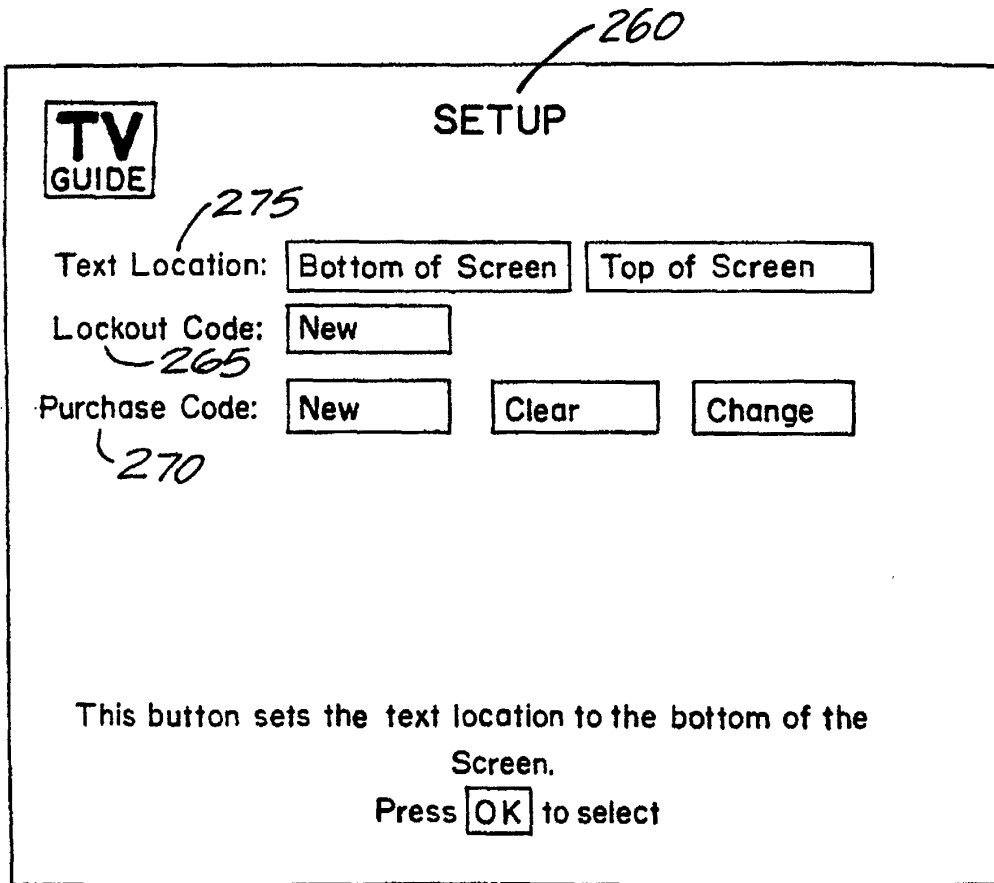 260
SETUP
TV
GUIDE
275
Text Location: Bottom of Screen Top of Screen
Lockout Code: New
265
Purchase Code: New Clear Change
270
This button sets the text location to the bottom of the
Screen.
Press OK to select